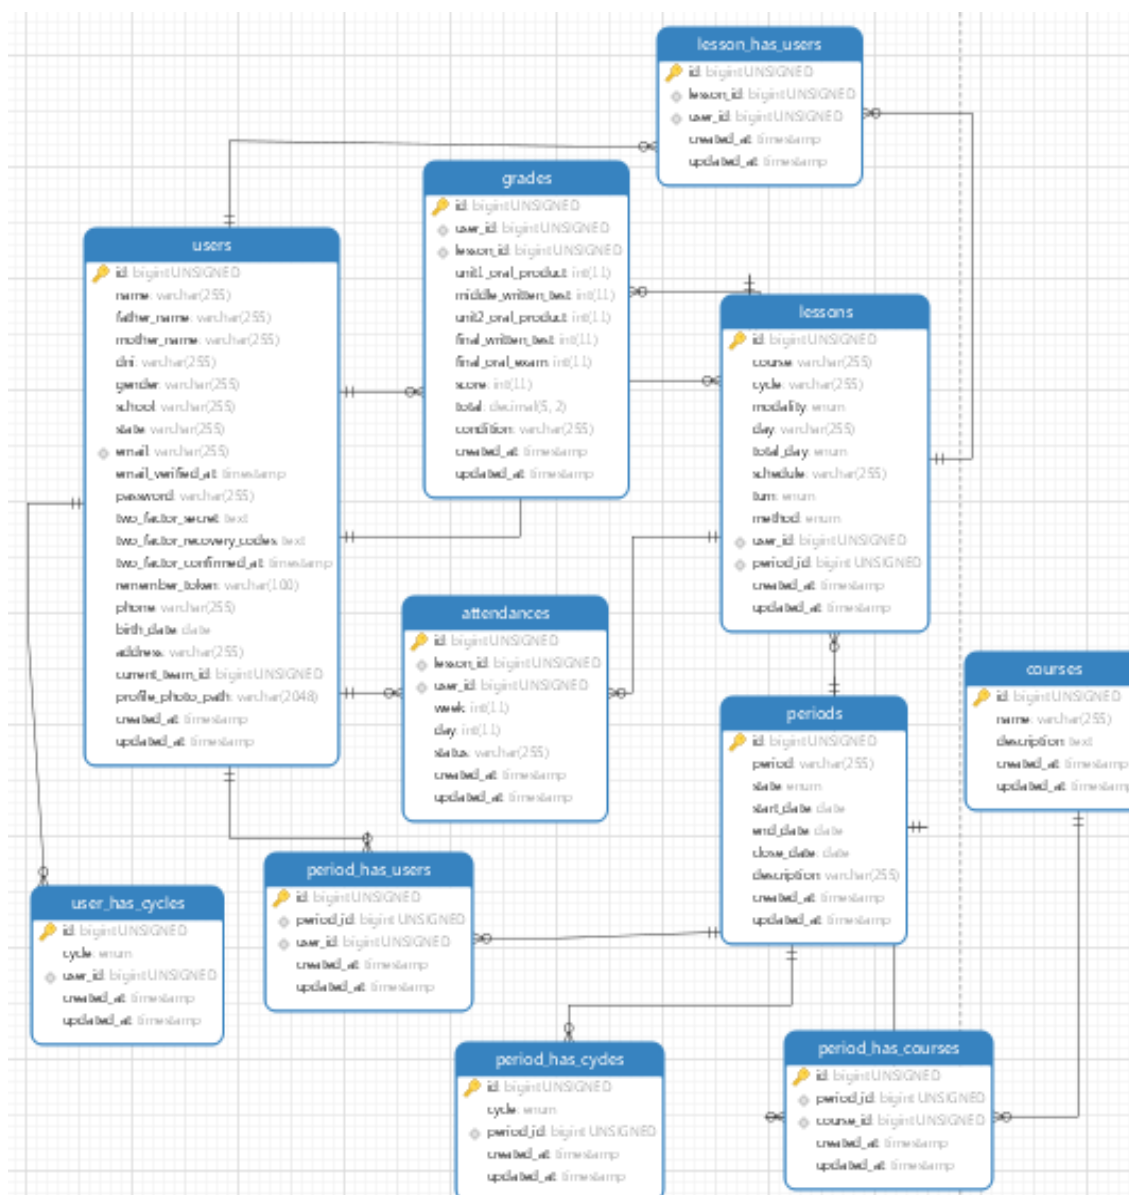 lesson_has_users
id: bigint UNSIGNED
lesson_id: bigint UNSIGNED
user_id: bigint UNSIGNED
created_at: timestamp
updated_at: timestamp
grades
id: bigint UNSIGNED
user_id: bigint UNSIGNED
lesson_id: bigint UNSIGNED
unit1_oral_product: int(11)
middle_written_test: int(11)
unit2_oral_product: int(11)
final_written_test: int(11)
final_oral_exam: int(11)
score: int(11)
total: decimal(5, 2)
condition: varchar(255)
created_at: timestamp
updated_at: timestamp
users
id: bigint UNSIGNED
name: varchar(255)
father_name: varchar(255)
mother_name: varchar(255)
dni: varchar(255)
gender: varchar(255)
school: varchar(255)
state: varchar(255)
email: varchar(255)
email_verified_at: timestamp
password: varchar(255)
two_factor_secret: text
two_factor_recovery_codes: text
two_factor_confirmed_at: timestamp
remember_token: varchar(100)
phone: varchar(255)
birth_date: date
address: varchar(255)
current_team_id: bigint UNSIGNED
profile_photo_path: varchar(2048)
created_at: timestamp
updated_at: timestamp
lessons
id: bigint UNSIGNED
course: varchar(255)
cycle: varchar(255)
modality: enum
day: varchar(255)
total_day: enum
schedule: varchar(255)
turn: enum
method: enum
user_id: bigint UNSIGNED
period_id: bigint UNSIGNED
created_at: timestamp
updated_at: timestamp
attendances
id: bigint UNSIGNED
lesson_id: bigint UNSIGNED
user_id: bigint UNSIGNED
week: int(11)
day: int(11)
status: varchar(255)
created_at: timestamp
updated_at: timestamp
courses
id: bigint UNSIGNED
name: varchar(255)
description: text
created_at: timestamp
updated_at: timestamp
periods
id: bigint UNSIGNED
period: varchar(255)
state: enum
start_date: date
end_date: date
close_date: date
description: varchar(255)
created_at: timestamp
updated_at: timestamp
period_has_users
id: bigint UNSIGNED
period_id: bigint UNSIGNED
user_id: bigint UNSIGNED
created_at: timestamp
updated_at: timestamp
user_has_cycles
id: bigint UNSIGNED
cycle: enum
user_id: bigint UNSIGNED
created_at: timestamp
updated_at: timestamp
period_has_cycles
id: bigint UNSIGNED
cycle: enum
period_id: bigint UNSIGNED
created_at: timestamp
updated_at: timestamp
period_has_courses
id: bigint UNSIGNED
period_id: bigint UNSIGNED
course_id: bigint UNSIGNED
created_at: timestamp
updated_at: timestamp